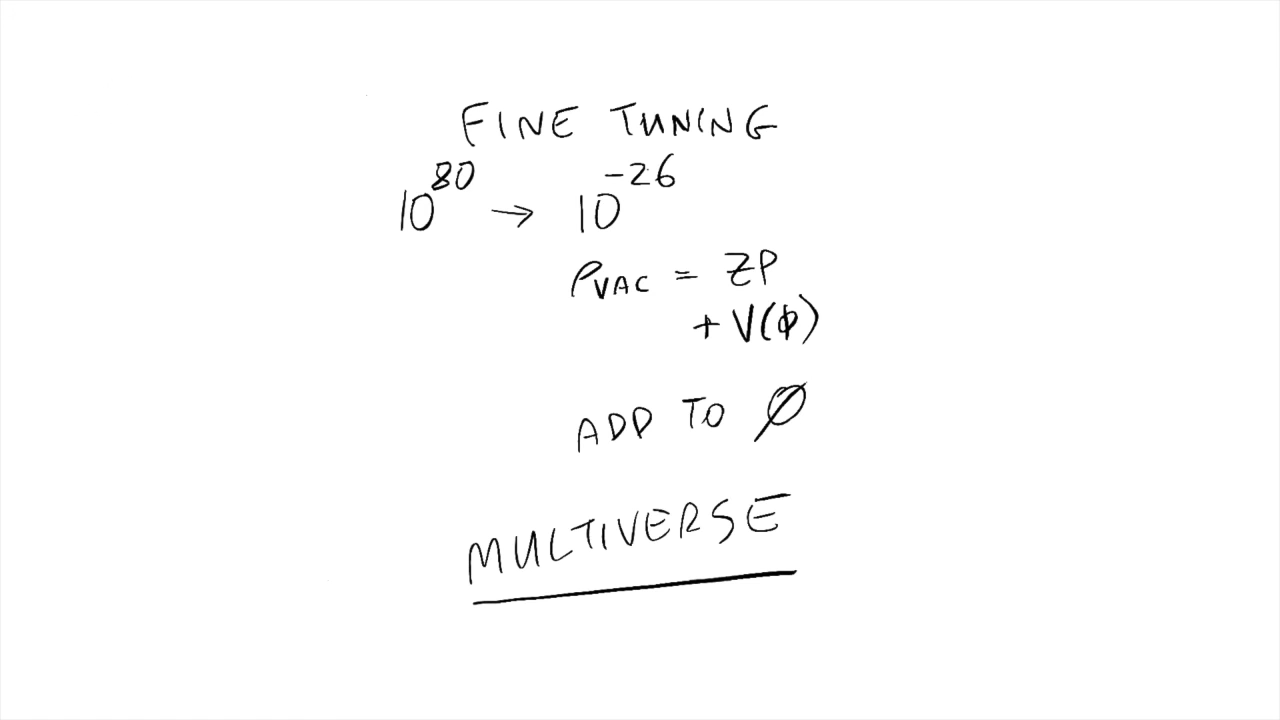 FINE TUNING
10^80 → 10^-26
ρVAC = ZP
+ V(φ)
ADD TO Ø
MULTIVERSE